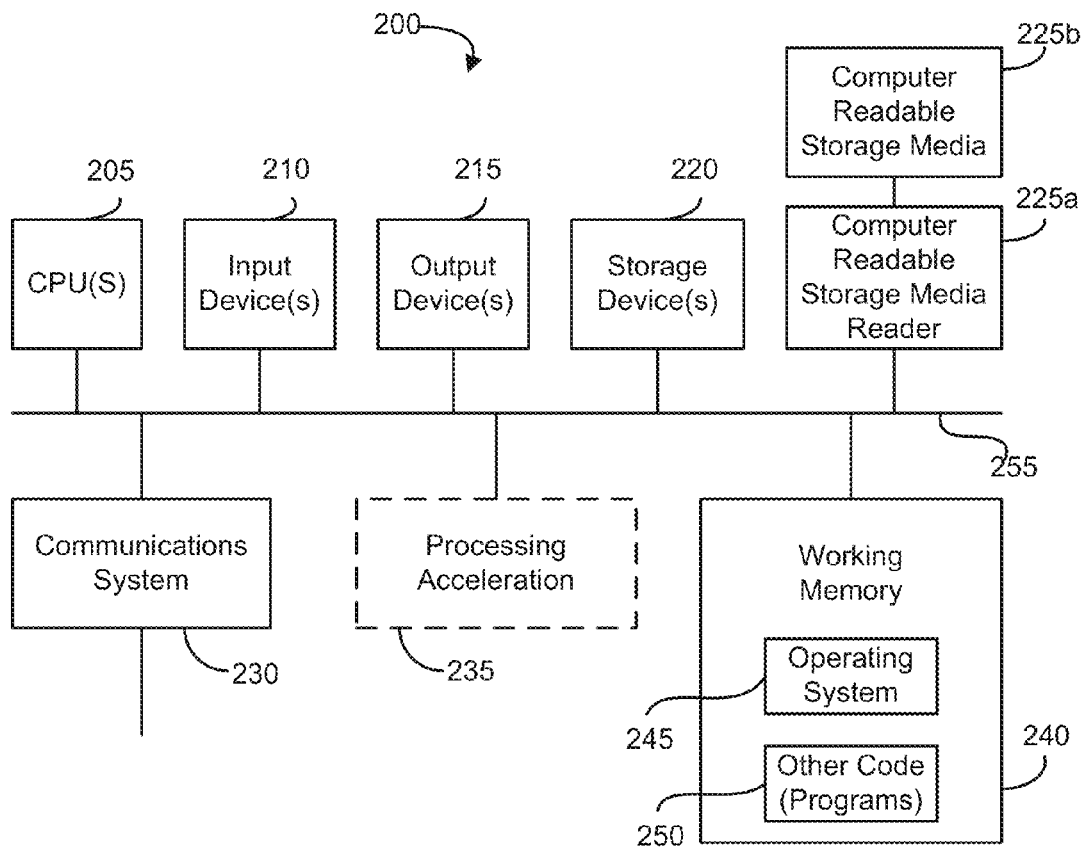 200
225b
Computer
Readable
Storage Media
205
210
215
220
225a
CPU(S)
Input
Device(s)
Output
Device(s)
Storage
Device(s)
Computer
Readable
Storage Media
Reader
255
Communications
System
230
Processing
Acceleration
235
Working
Memory
Operating
System
245
240
Other Code
(Programs)
250